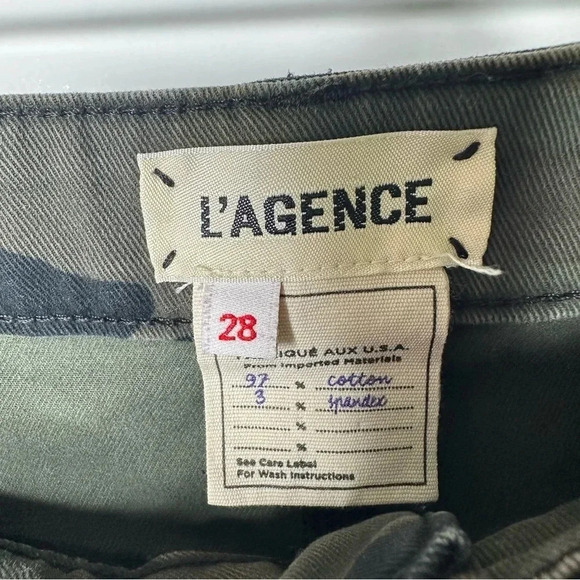 L'AGENCE
28
IQUÉ AUX U.S.A.
From Imported Materials
97 % cotton
3 % spandex
%
%
See Care Label
For Wash Instructions